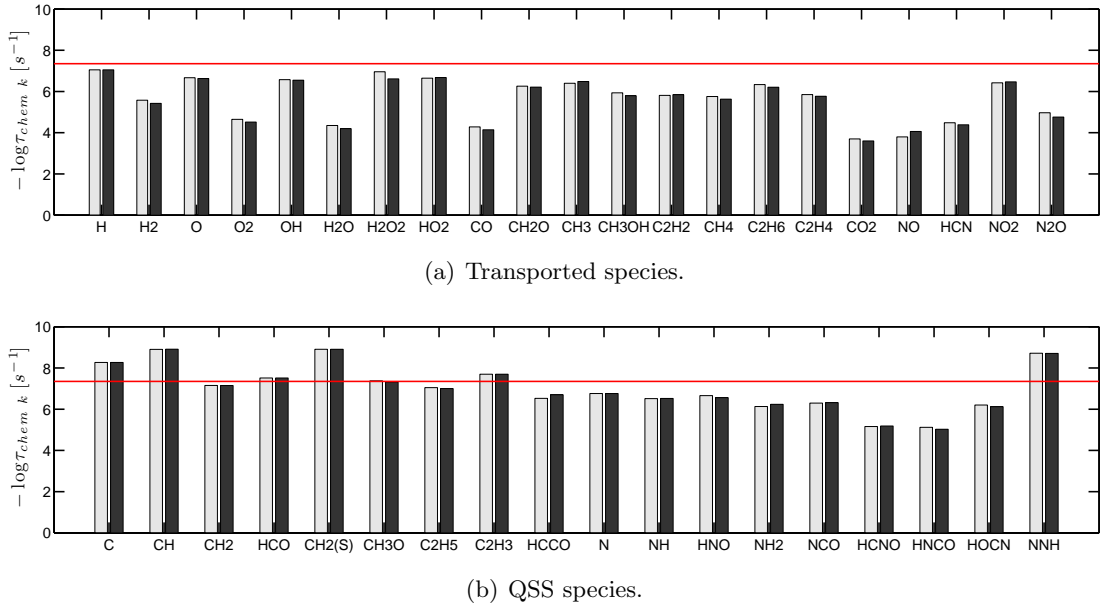 10
8
6
4
2
0
− log τchem k [s−1]
H H2 O O2 OH H2O H2O2 HO2 CO CH2O CH3 CH3OH C2H2 CH4 C2H6 C2H4 CO2 NO HCN NO2 N2O
(a) Transported species.
10
8
6
4
2
0
− log τchem k [s−1]
C CH CH2 HCO CH2(S) CH3O C2H5 C2H3 HCCO N NH HNO NH2 NCO HCNO HNCO HOCN NNH
(b) QSS species.